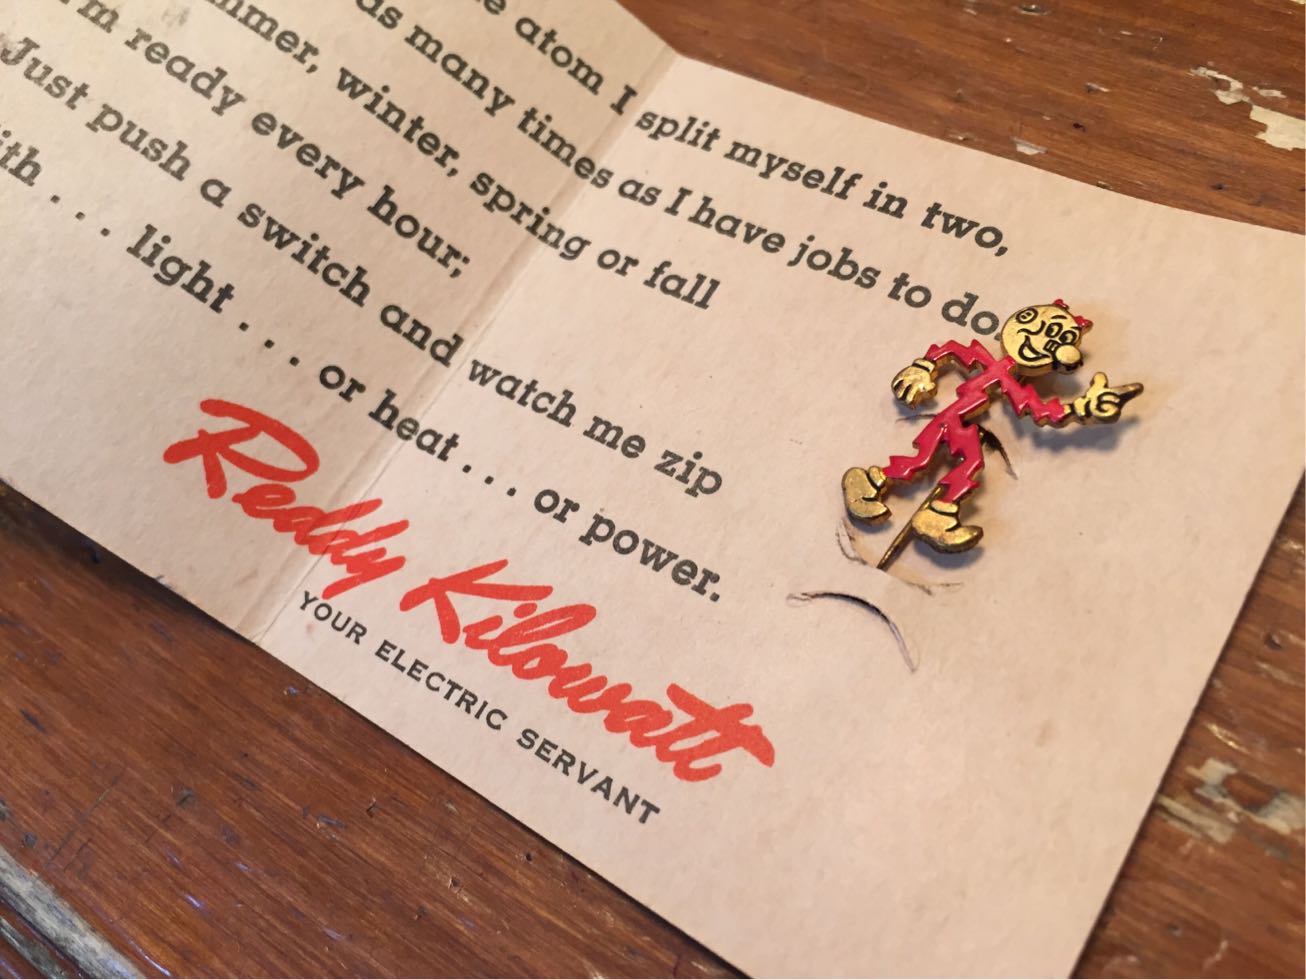 e atom I split myself in two,
as many times as I have jobs to do,
mmer, winter, spring or fall
'm ready every hour;
Just push a switch and watch me zip
ith . . . light . . . or heat . . . or power.
Reddy Kilowatt
YOUR ELECTRIC SERVANT